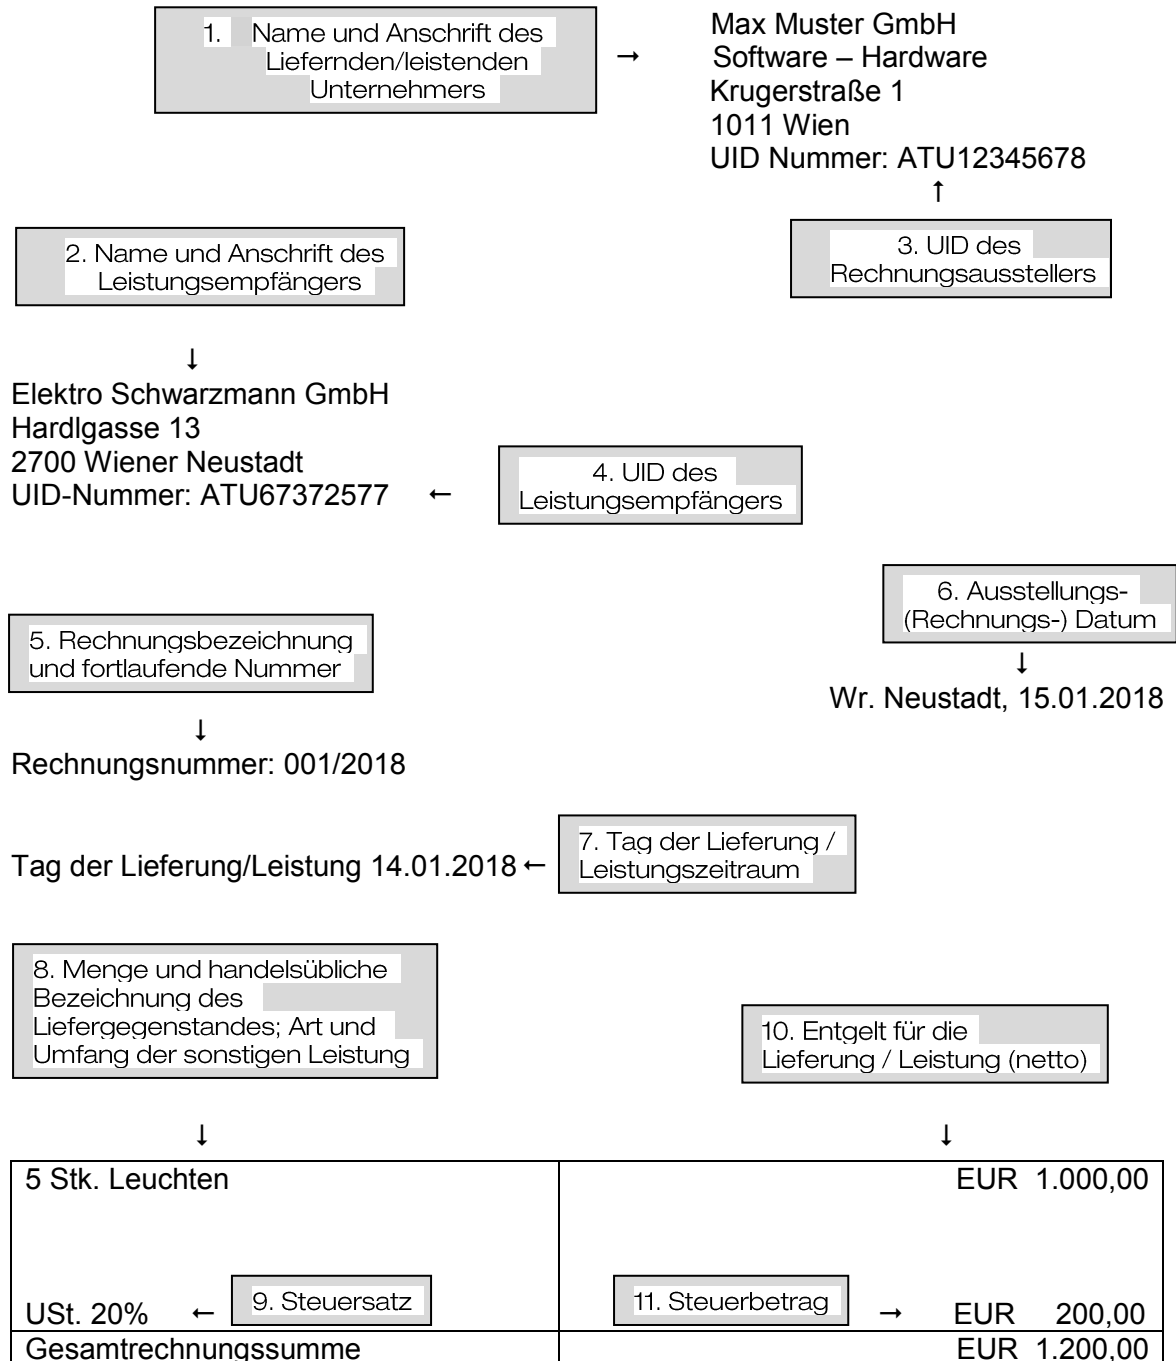 1. Name und Anschrift des
Liefernden/leistenden
Unternehmers
→
Max Muster GmbH
Software – Hardware
Krugerstraße 1
1011 Wien
UID Nummer: ATU12345678
↑
2. Name und Anschrift des
Leistungsempfängers
3. UID des
Rechnungsausstellers
↓
Elektro Schwarzmann GmbH
Hardlgasse 13
2700 Wiener Neustadt
UID-Nummer: ATU67372577 ←
4. UID des
Leistungsempfängers
6. Ausstellungs-
(Rechnungs-) Datum
5. Rechnungsbezeichnung
und fortlaufende Nummer
↓
Wr. Neustadt, 15.01.2018
↓
Rechnungsnummer: 001/2018
7. Tag der Lieferung /
Leistungszeitraum
Tag der Lieferung/Leistung 14.01.2018 ←
8. Menge und handelsübliche
Bezeichnung des
Liefergegenstandes; Art und
Umfang der sonstigen Leistung
10. Entgelt für die
Lieferung / Leistung (netto)
↓ ↓
5 Stk. Leuchten EUR 1.000,00
USt. 20% ← 9. Steuersatz 11. Steuerbetrag → EUR 200,00
Gesamtrechnungssumme EUR 1.200,00